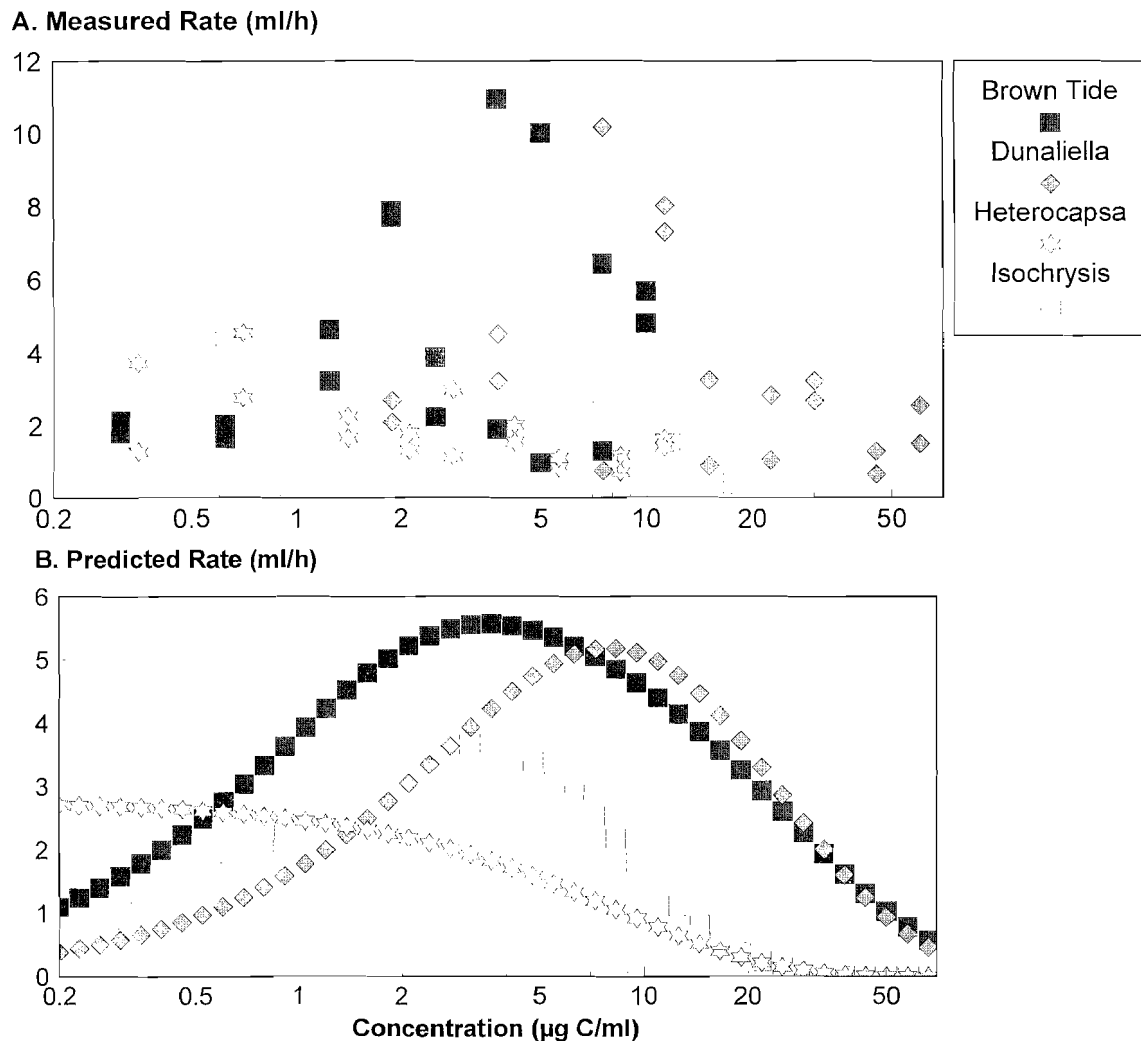 A. Measured Rate (ml/h)
12
10
8
6
4
2
0
0.2 0.5 1 2 5 10 20 50
Brown Tide
Dunaliella
Heterocapsa
Isochrysis
B. Predicted Rate (ml/h)
6
5
4
3
2
1
0
0.2 0.5 1 2 5 10 20 50
Concentration (µg C/ml)